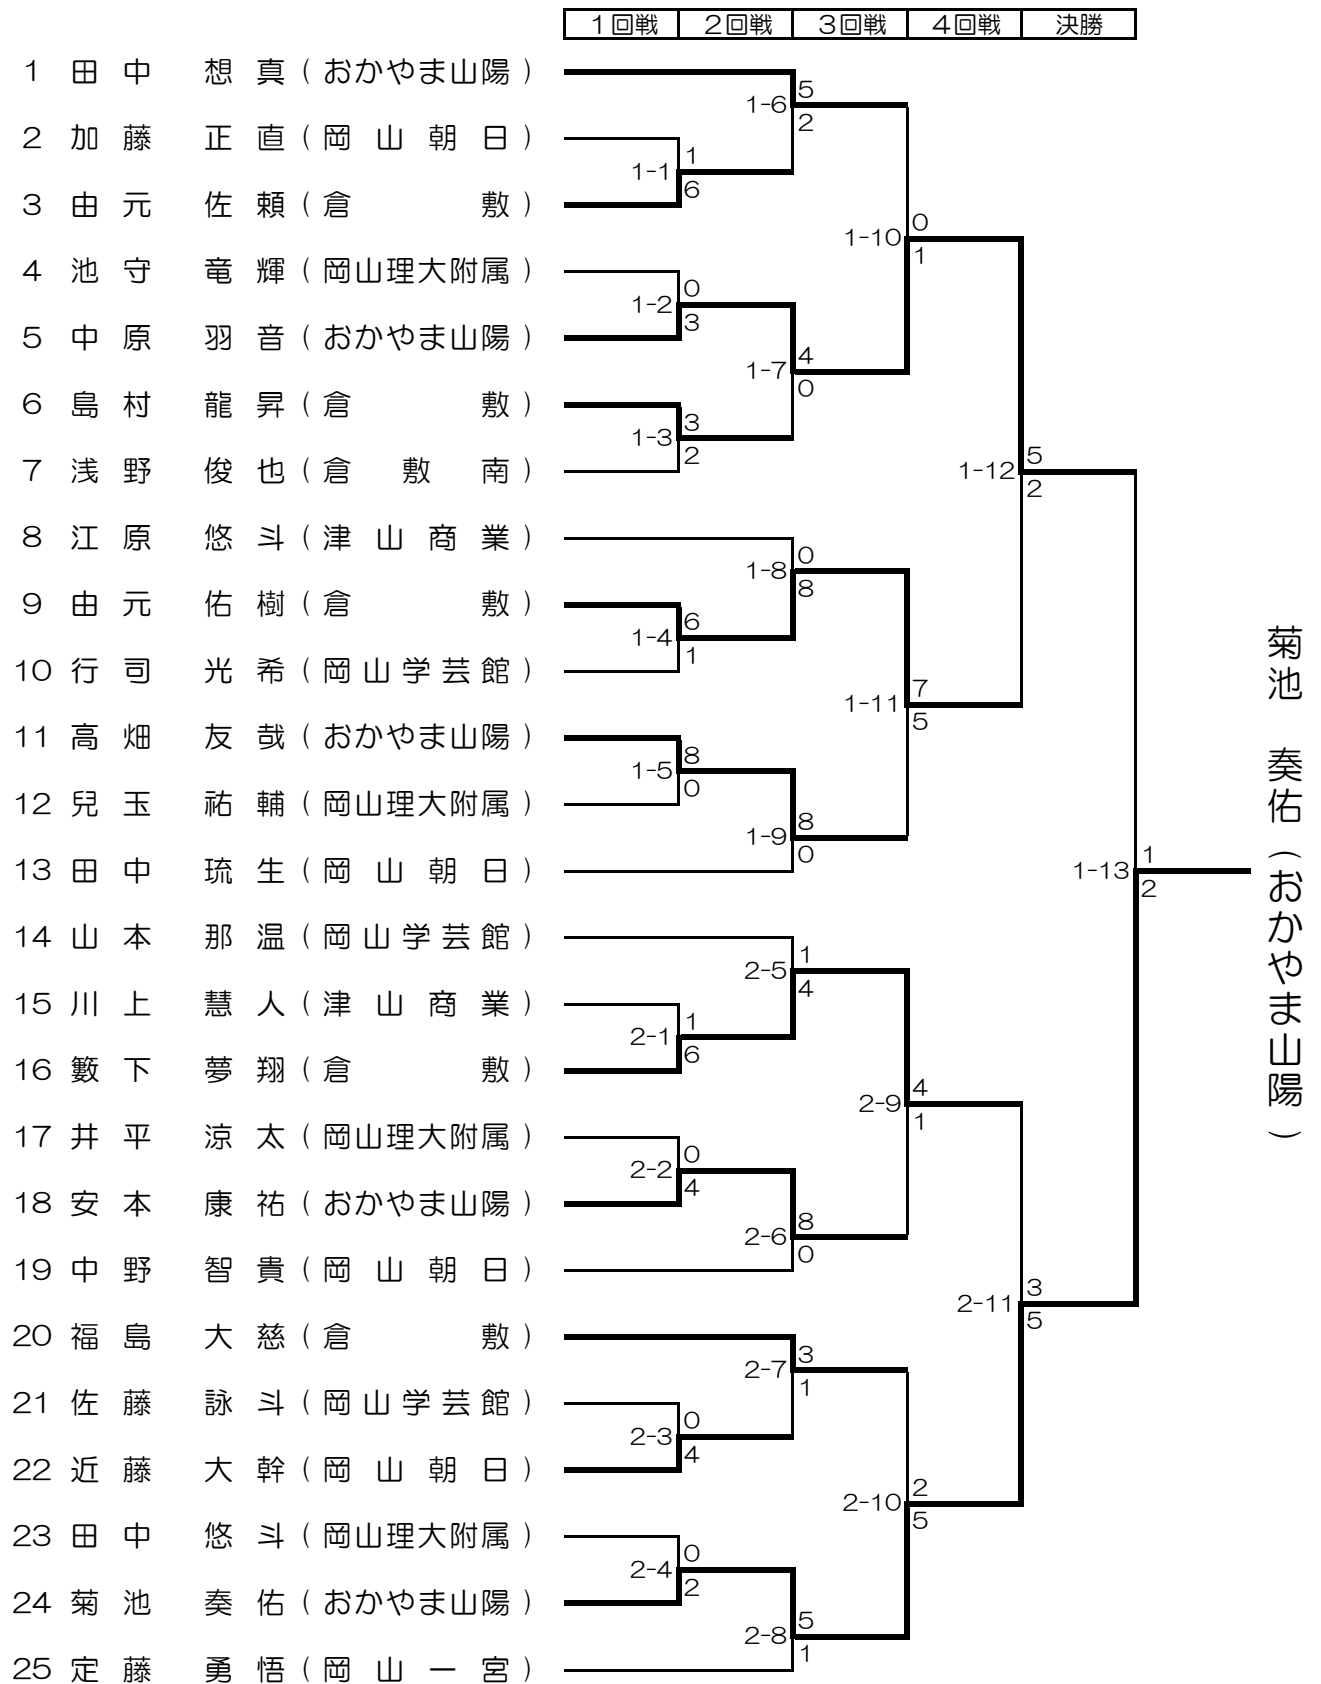 1回戦 2回戦 3回戦 4回戦 決勝
1 田中 想真(おかやま山陽)
5
1-6
2
2 加藤 正直(岡山朝日)
1
1-1
6
3 由元 佐頼(倉敷)
0
1-10
1
4 池守 竜輝(岡山理大附属)
0
1-2
3
5 中原 羽音(おかやま山陽)
4
1-7
0
6 島村 龍昇(倉敷)
3
1-3
2
7 浅野 俊也(倉敷南)
5
1-12
2
8 江原 悠斗(津山商業)
0
1-8
8
9 由元 佑樹(倉敷)
6
1-4
1
10 行司 光希(岡山学芸館)
7
1-11
5
11 高畑 友哉(おかやま山陽)
8
1-5
0
12 兒玉 祐輔(岡山理大附属)
8
1-9
0
13 田中 琉生(岡山朝日)
1
1-13
2
菊池 奏佑(おかやま山陽)
14 山本 那温(岡山学芸館)
1
2-5
4
15 川上 慧人(津山商業)
1
2-1
6
16 籔下 夢翔(倉敷)
4
2-9
1
17 井平 涼太(岡山理大附属)
0
2-2
4
18 安本 康祐(おかやま山陽)
8
2-6
0
19 中野 智貴(岡山朝日)
3
2-11
5
20 福島 大慈(倉敷)
3
2-7
1
21 佐藤 詠斗(岡山学芸館)
0
2-3
4
22 近藤 大幹(岡山朝日)
2
2-10
5
23 田中 悠斗(岡山理大附属)
0
2-4
2
24 菊池 奏佑(おかやま山陽)
5
2-8
1
25 定藤 勇悟(岡山一宮)